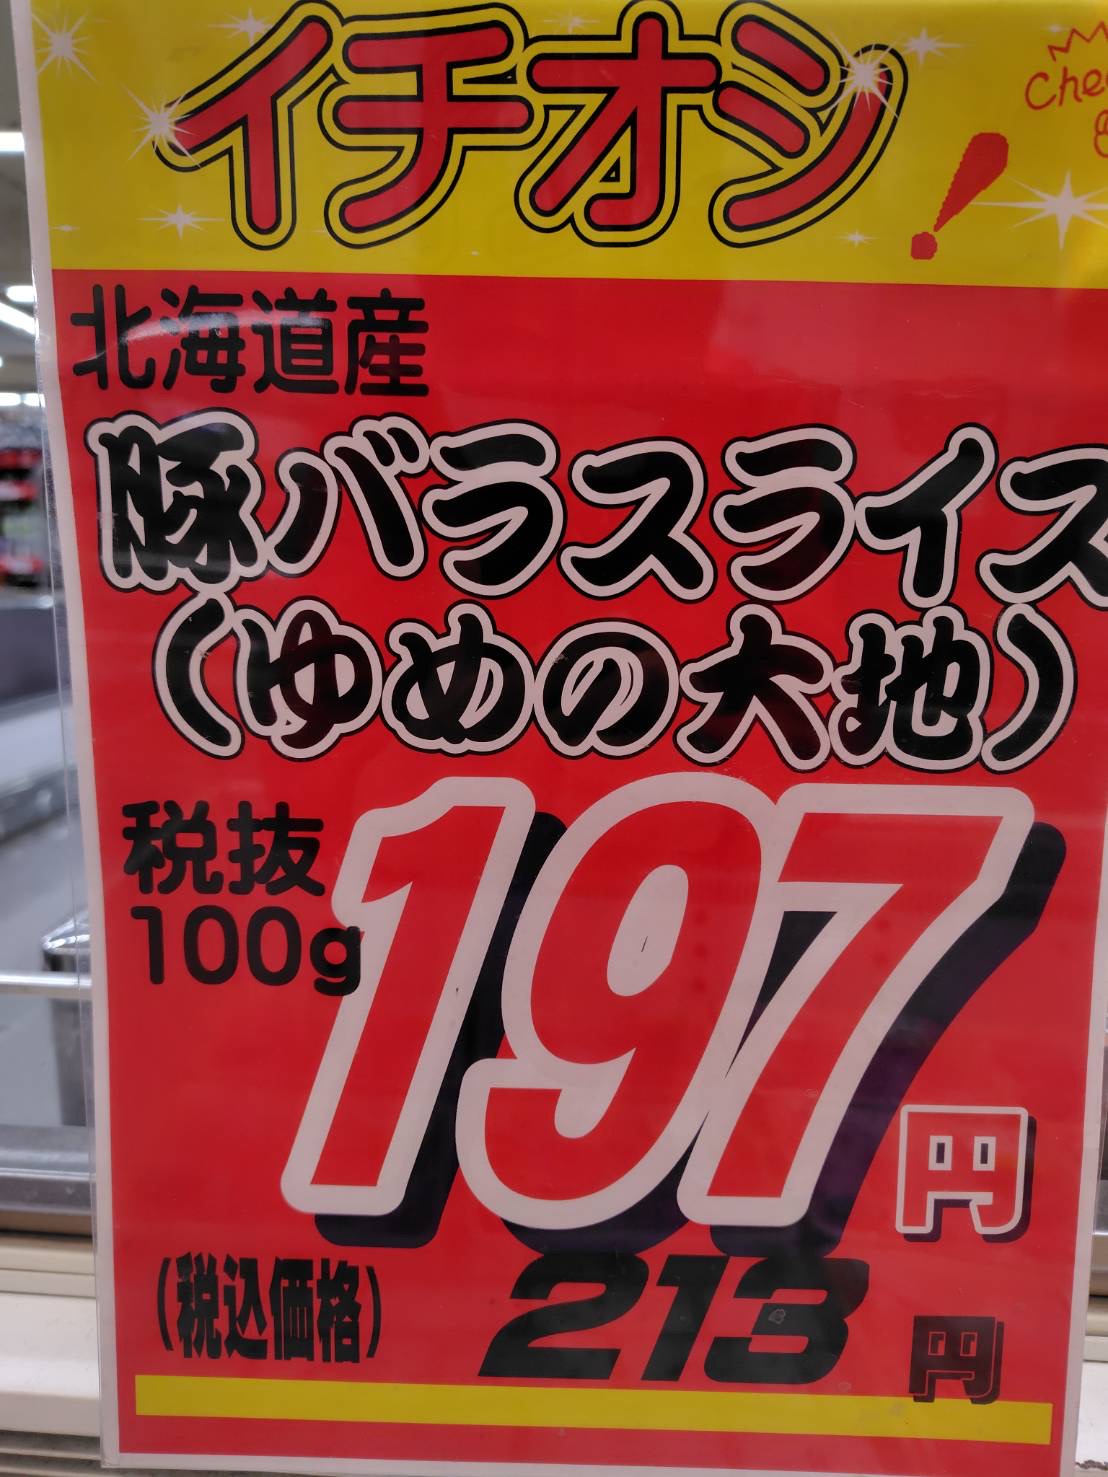 イチオシ!
北海道産
豚バラスライス
(ゆめの大地)
税抜
100g
197円
(税込価格) 213円